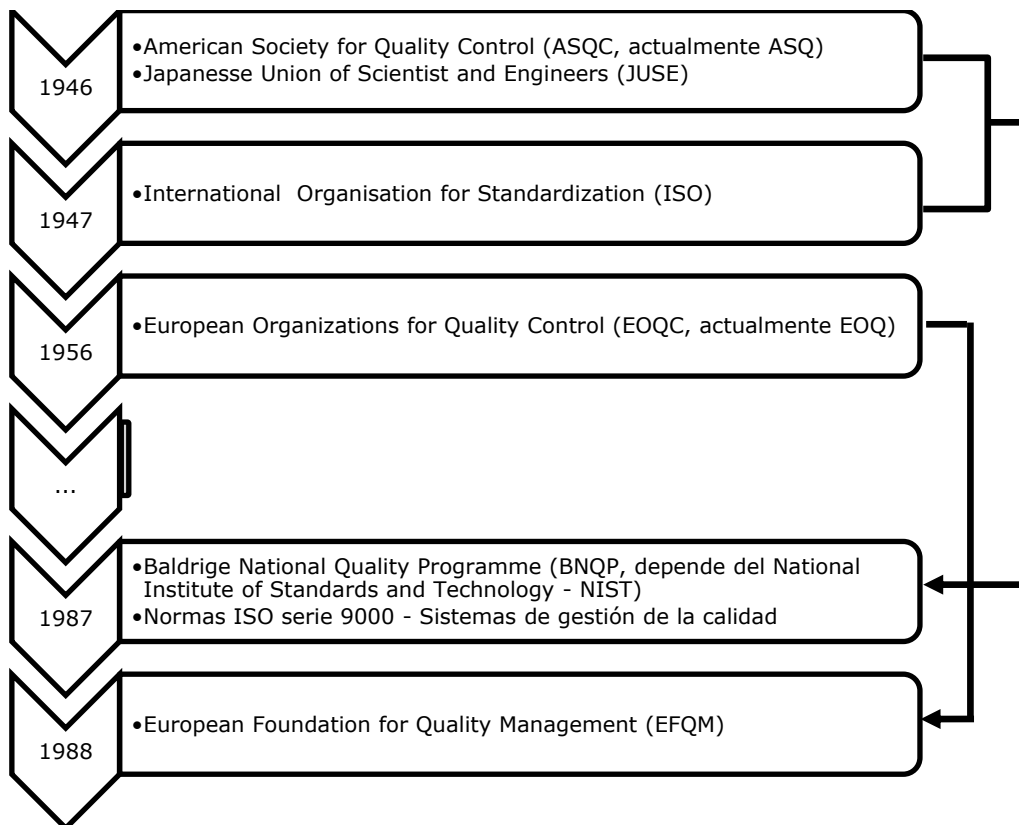 1946
•American Society for Quality Control (ASQC, actualmente ASQ)
•Japanesse Union of Scientist and Engineers (JUSE)
1947
•International  Organisation for Standardization (ISO)
1956
•European Organizations for Quality Control (EOQC, actualmente EOQ)
...
1987
•Baldrige National Quality Programme (BNQP, depende del National
Institute of Standards and Technology - NIST)
•Normas ISO serie 9000 - Sistemas de gestión de la calidad
1988
•European Foundation for Quality Management (EFQM)